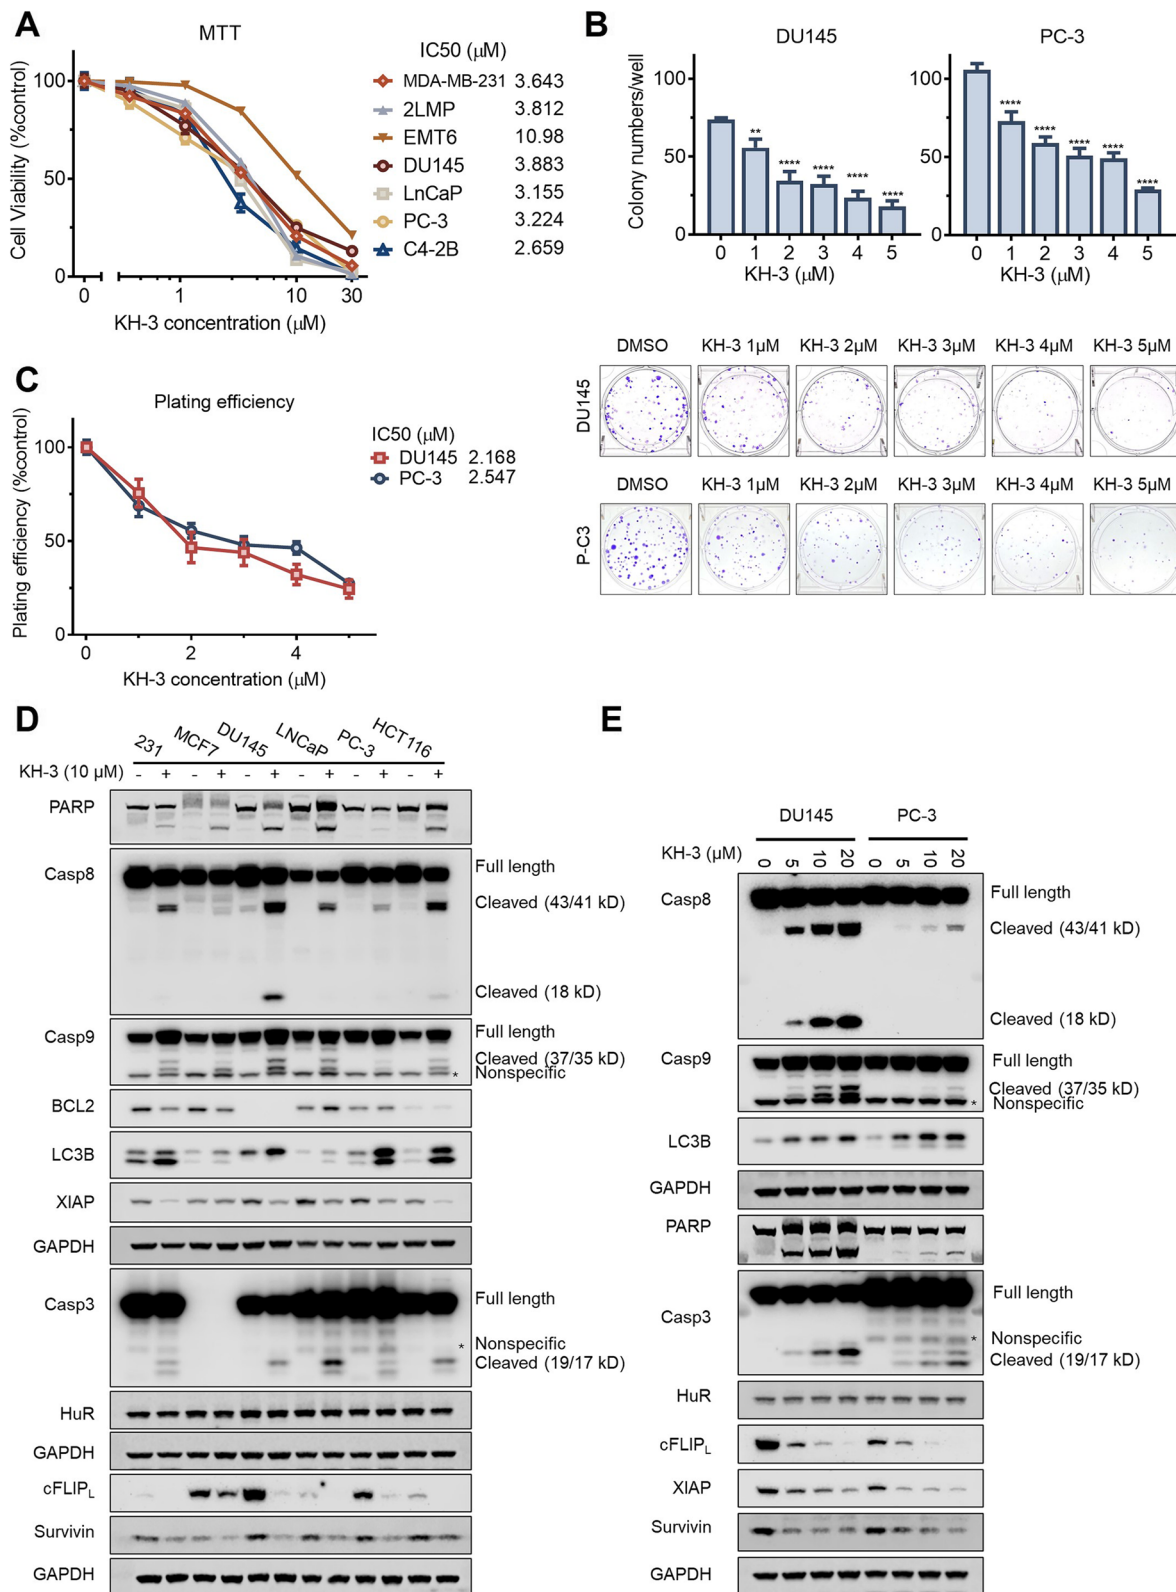 A
MTT
Cell Viability (%control)
100
50
0
0 1 10 30
KH-3 concentration (μM)
IC50 (μM)
MDA-MB-231 3.643
2LMP 3.812
EMT6 10.98
DU145 3.883
LnCaP 3.155
PC-3 3.224
C4-2B 2.659
B
DU145
Colony numbers/well
100
50
0
** **** **** **** ****
0 1 2 3 4 5
KH-3 (μM)
PC-3
100
50
0
**** **** **** **** ****
0 1 2 3 4 5
KH-3 (μM)
DMSO KH-3 1μM KH-3 2μM KH-3 3μM KH-3 4μM KH-3 5μM
DU145
DMSO KH-3 1μM KH-3 2μM KH-3 3μM KH-3 4μM KH-3 5μM
P-C3
C
Plating efficiency
Plating efficiency (%control)
100
50
0
0 2 4
KH-3 concentration (μM)
IC50 (μM)
DU145 2.168
PC-3 2.547
D
231 MCF7 DU145 LNCaP PC-3 HCT116
KH-3 (10 μM) - + - + - + - + - + - +
PARP
Casp8 Full length
Cleaved (43/41 kD)
Cleaved (18 kD)
Casp9 Full length
Cleaved (37/35 kD)
* Nonspecific
BCL2
LC3B
XIAP
GAPDH
Casp3 Full length
* Nonspecific
Cleaved (19/17 kD)
HuR
GAPDH
cFLIPL
Survivin
GAPDH
E
DU145 PC-3
KH-3 (μM) 0 5 10 20 0 5 10 20
Casp8 Full length
Cleaved (43/41 kD)
Cleaved (18 kD)
Casp9 Full length
Cleaved (37/35 kD)
* Nonspecific
LC3B
GAPDH
PARP
Casp3 Full length
* Nonspecific
Cleaved (19/17 kD)
HuR
cFLIPL
XIAP
Survivin
GAPDH